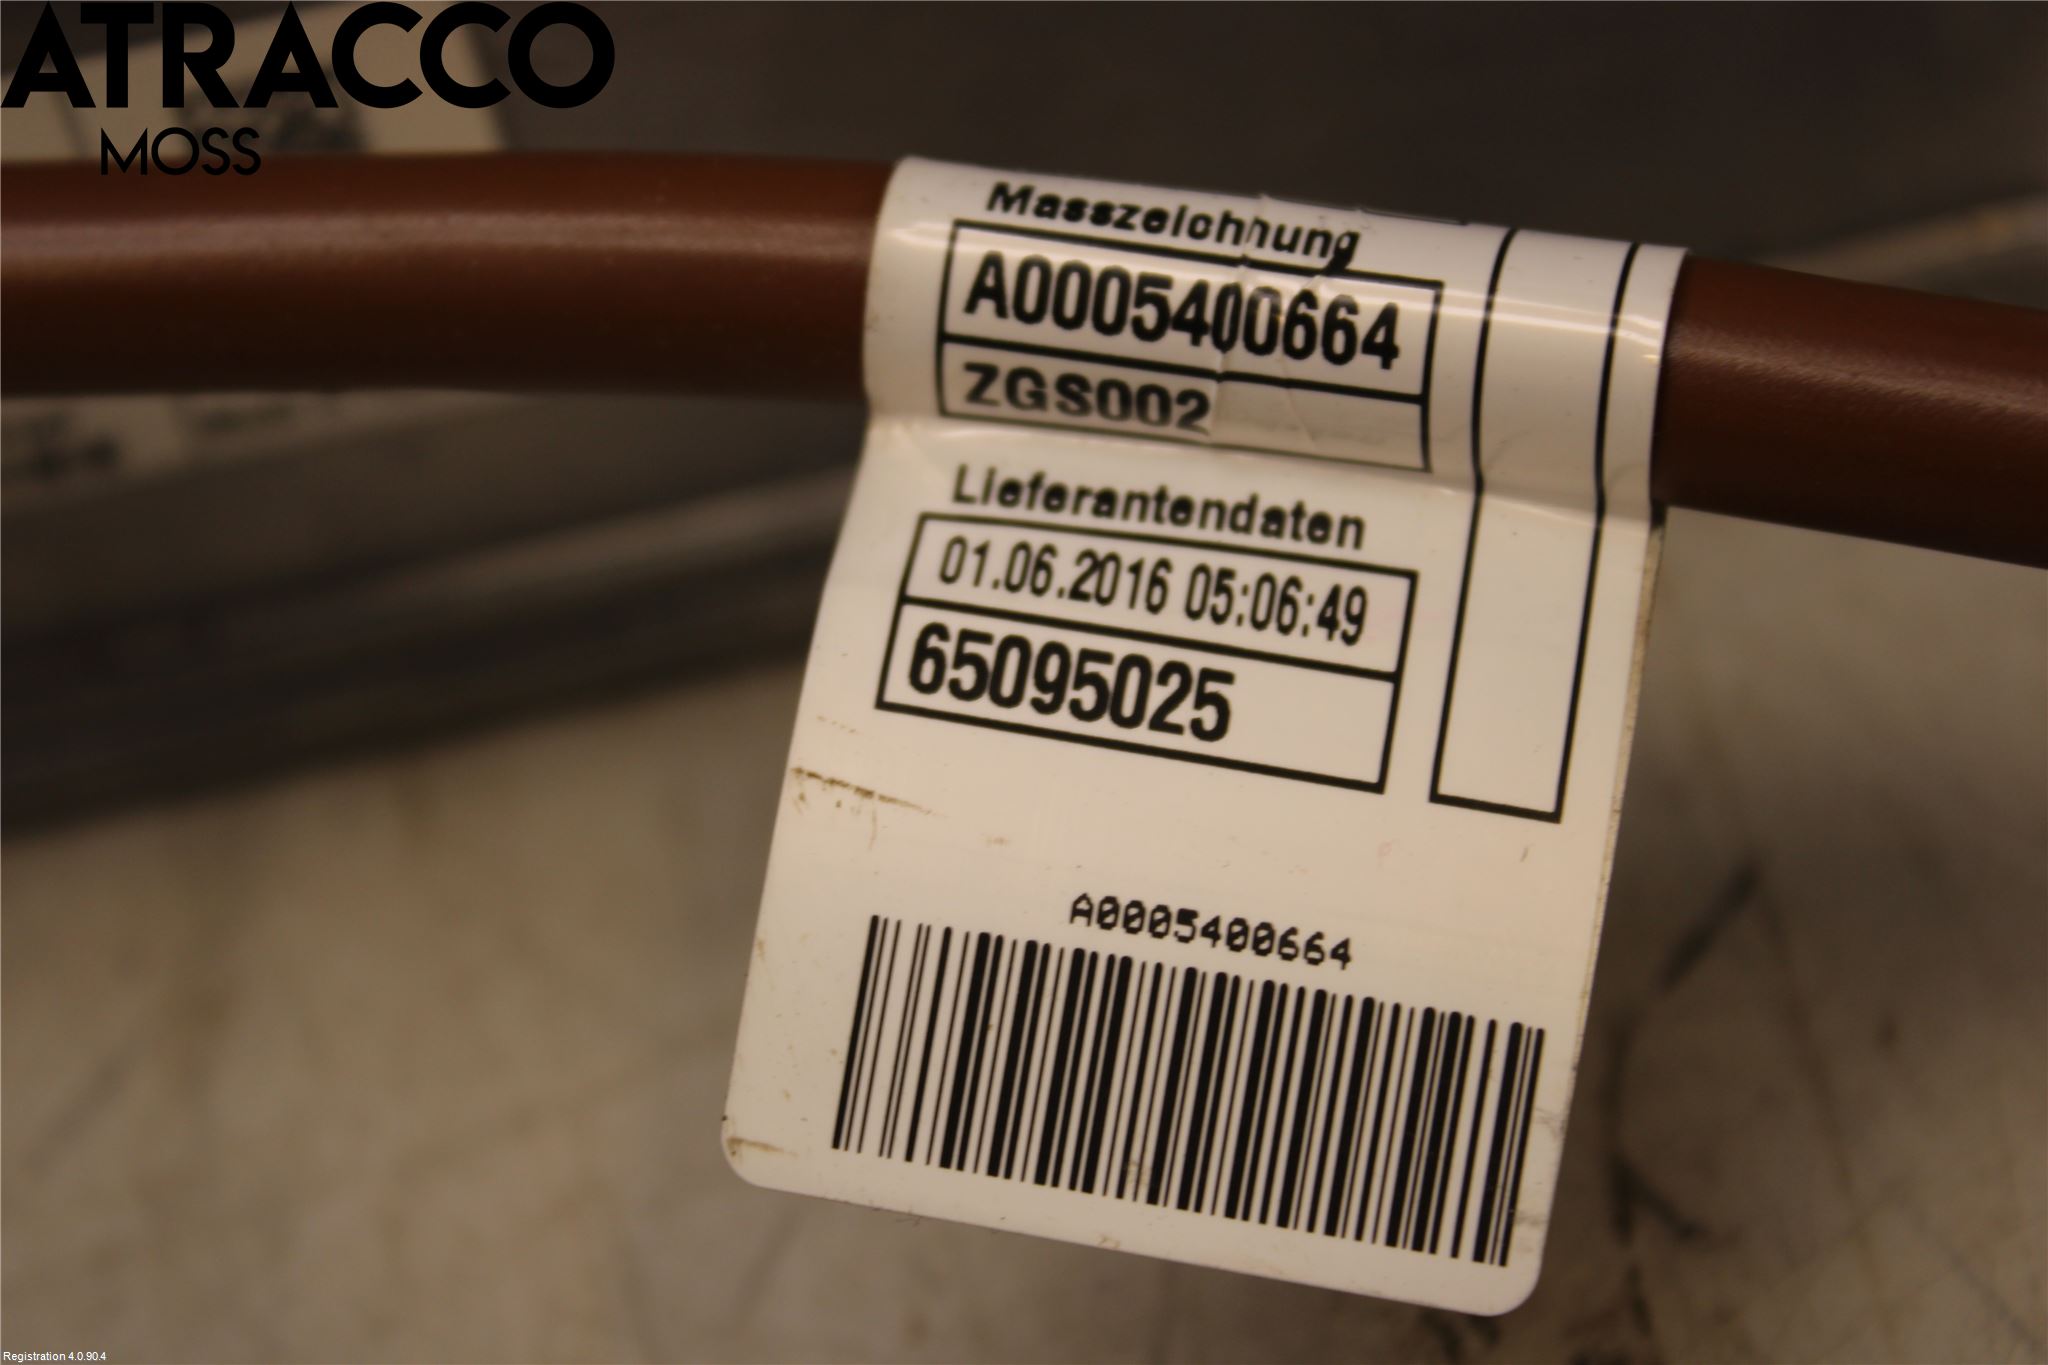 ATRACCO
MOSS
Masszeichnung
A0005400664
ZGS002
Lieferantendaten
01.06.2016 05:06:49
65095025
A0005400664
Registration 4.0.90.4